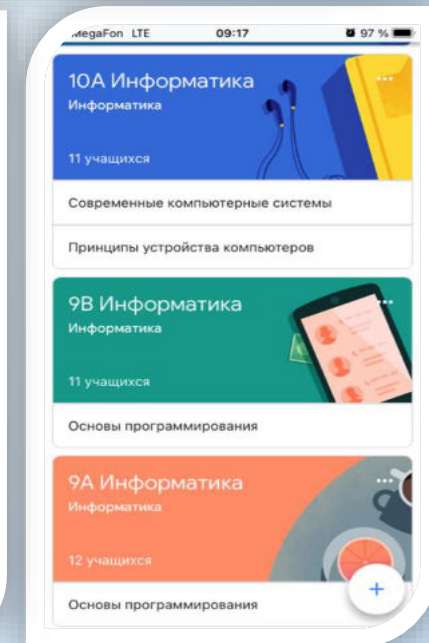 MegaFon LTE 09:17 97 %
10А Информатика
Информатика
11 учащихся
Современные компьютерные системы
Принципы устройства компьютеров
9В Информатика
Информатика
11 учащихся
Основы программирования
9А Информатика
Информатика
12 учащихся
Основы программирования